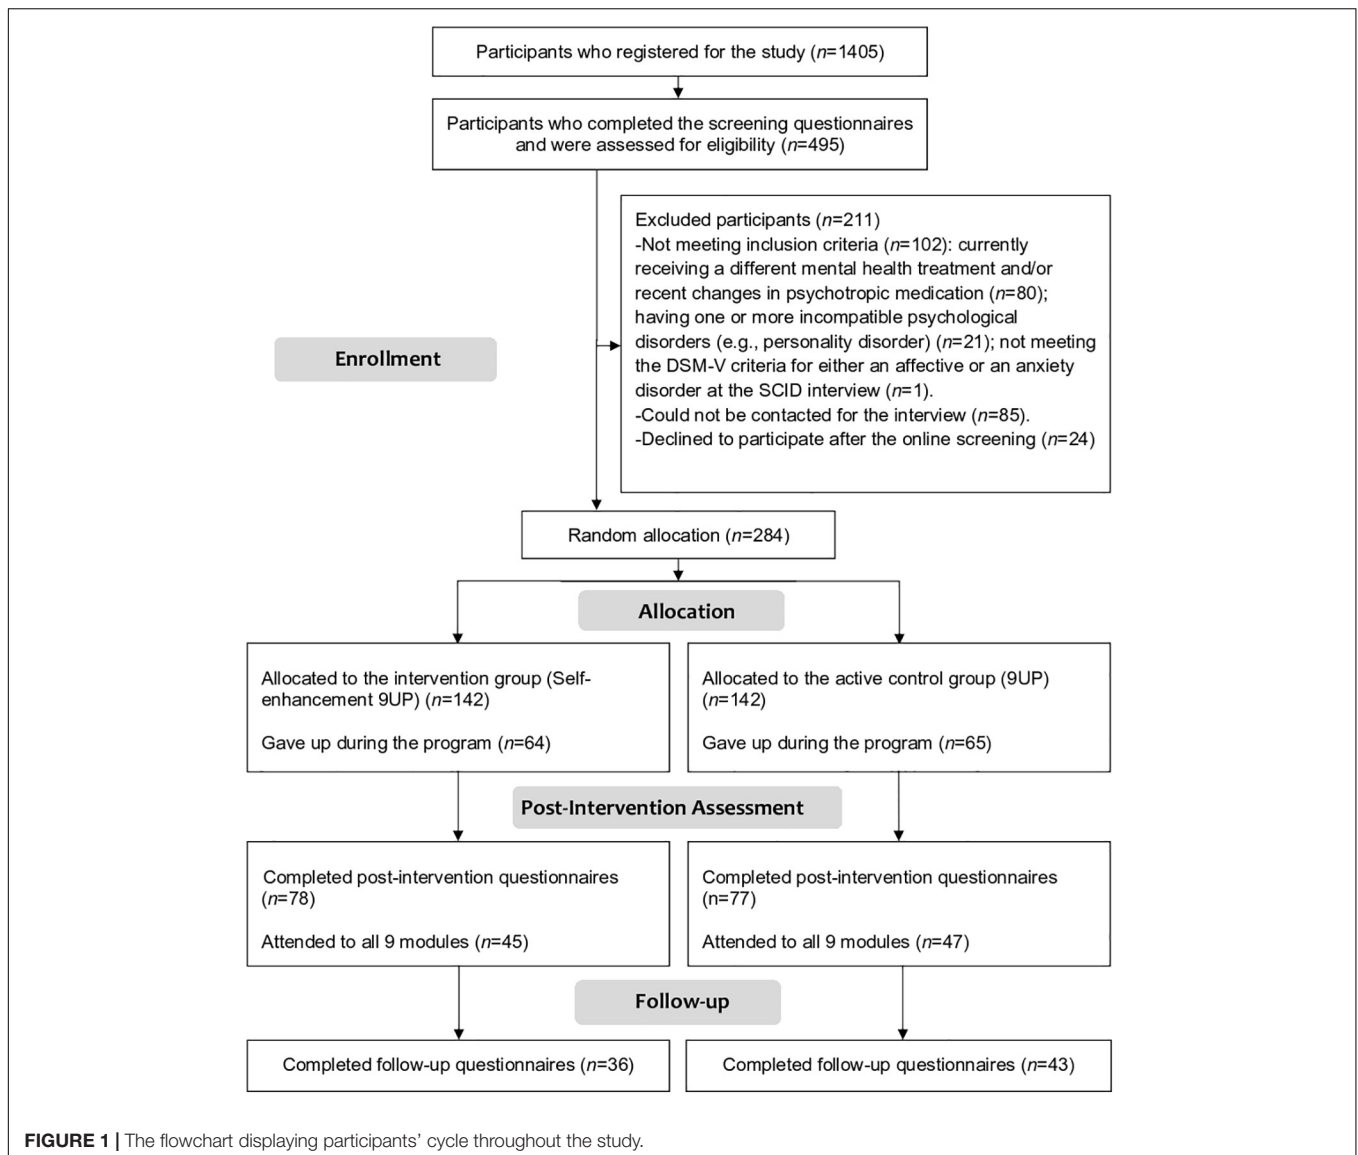 Participants who registered for the study (n=1405)
Participants who completed the screening questionnaires
and were assessed for eligibility (n=495)
Excluded participants (n=211)
-Not meeting inclusion criteria (n=102): currently
receiving a different mental health treatment and/or
recent changes in psychotropic medication (n=80);
having one or more incompatible psychological
disorders (e.g., personality disorder) (n=21); not meeting
the DSM-V criteria for either an affective or an anxiety
disorder at the SCID interview (n=1).
-Could not be contacted for the interview (n=85).
-Declined to participate after the online screening (n=24)
Enrollment
Random allocation (n=284)
Allocation
Allocated to the intervention group (Self-
enhancement 9UP) (n=142)
Gave up during the program (n=64)
Allocated to the active control group (9UP)
(n=142)
Gave up during the program (n=65)
Post-Intervention Assessment
Completed post-intervention questionnaires
(n=78)
Attended to all 9 modules (n=45)
Completed post-intervention questionnaires
(n=77)
Attended to all 9 modules (n=47)
Follow-up
Completed follow-up questionnaires (n=36)
Completed follow-up questionnaires (n=43)
FIGURE 1 | The flowchart displaying participants’ cycle throughout the study.